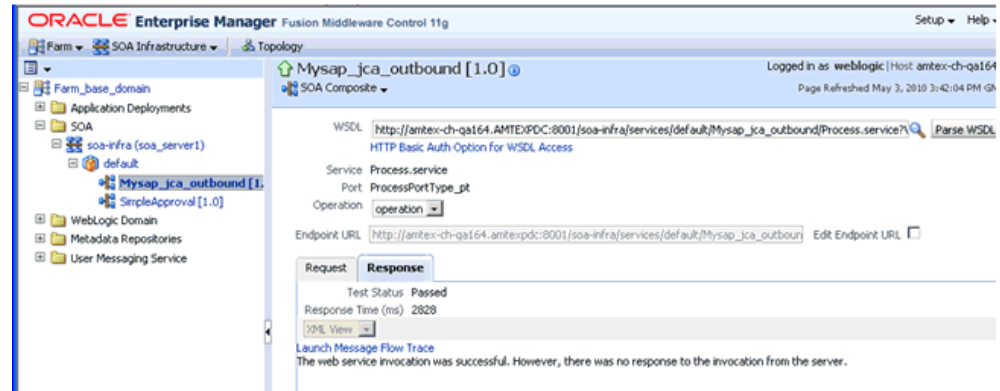 ORACLE Enterprise Manager Fusion Middleware Control 11g
Setup Help
Farm SOA Infrastructure Topology
Mysap_jca_outbound [1.0]
Logged in as weblogic | Host amtex-ch-qa164
SOA Composite
Page Refreshed May 3, 2010 3:42:04 PM
Farm_base_domain
Application Deployments
SOA
soa-infra (soa_server1)
default
Mysap_jca_outbound [1.
SimpleApproval [1.0]
WebLogic Domain
Metadata Repositories
User Messaging Service
WSDL http://amtex-ch-qa164.AMTEXPDC:8001/soa-infra/services/default/Mysap_jca_outbound/Process.service? Parse WSDL
HTTP Basic Auth Option for WSDL Access
Service Process.service
Port ProcessPortType_pt
Operation operation
Endpoint URL http://amtex-ch-qa164.amtexpdc:8001/soa-infra/services/default/Mysap_jca_outboun Edit Endpoint URL
Request Response
Test Status Passed
Response Time (ms) 2828
XML View
Launch Message Flow Trace
The web service invocation was successful. However, there was no response to the invocation from the server.